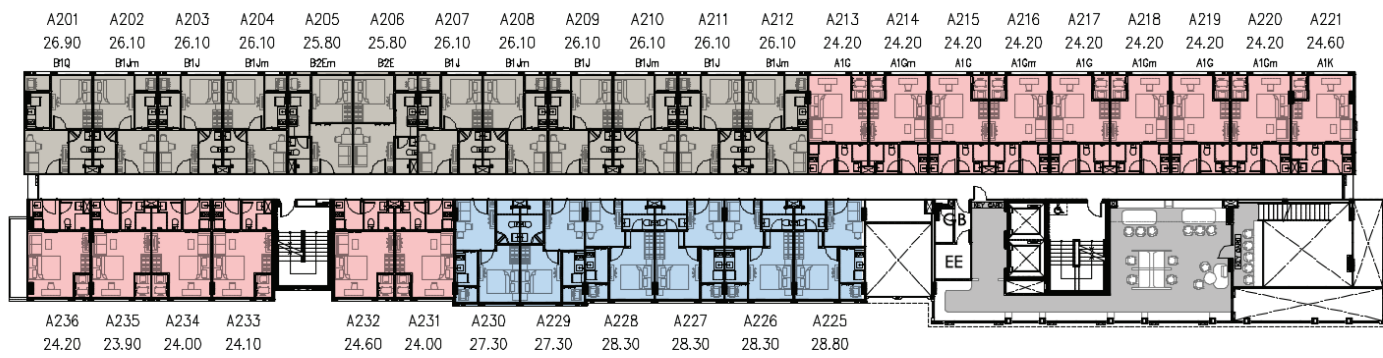 A201 A202 A203 A204 A205 A206 A207 A208 A209 A210 A211 A212 A213 A214 A215 A216 A217 A218 A219 A220 A221
26.90 26.10 26.10 26.10 25.80 25.80 26.10 26.10 26.10 26.10 26.10 26.10 24.20 24.20 24.20 24.20 24.20 24.20 24.20 24.20 24.60
B1Q B1Jm B1J B1Jm B2Em B2E B1J B1Jm B1J B1Jm B1J B1Jm A1G A1Gm A1G A1Gm A1G A1Gm A1G A1Gm A1K
KEY CARD
GB
EE
KEY CARD
A236 A235 A234 A233 A232 A231 A230 A229 A228 A227 A226 A225
24.20 23.90 24.00 24.10 24.60 24.00 27.30 27.30 28.30 28.30 28.30 28.80